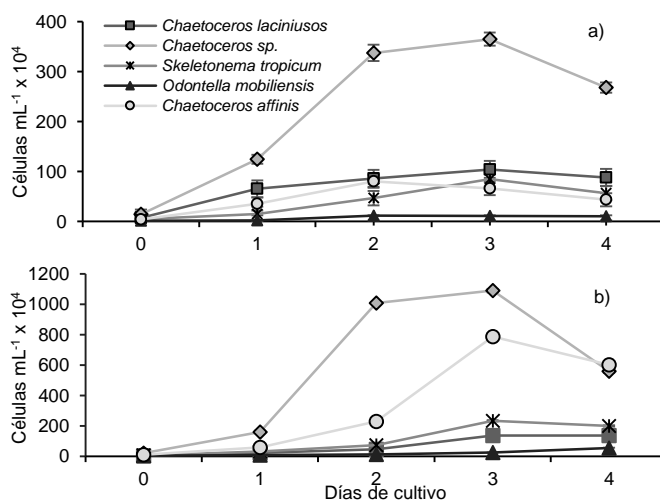 400
300
200
100
0
Células mL⁻¹ x 10⁴
Chaetoceros laciniusos
Chaetoceros sp.
Skeletonema tropicum
Odontella mobiliensis
Chaetoceros affinis
a)
0 1 2 3 4
1200
1000
800
600
400
200
0
Células mL⁻¹ x 10⁴
b)
0 1 2 3 4
Días de cultivo